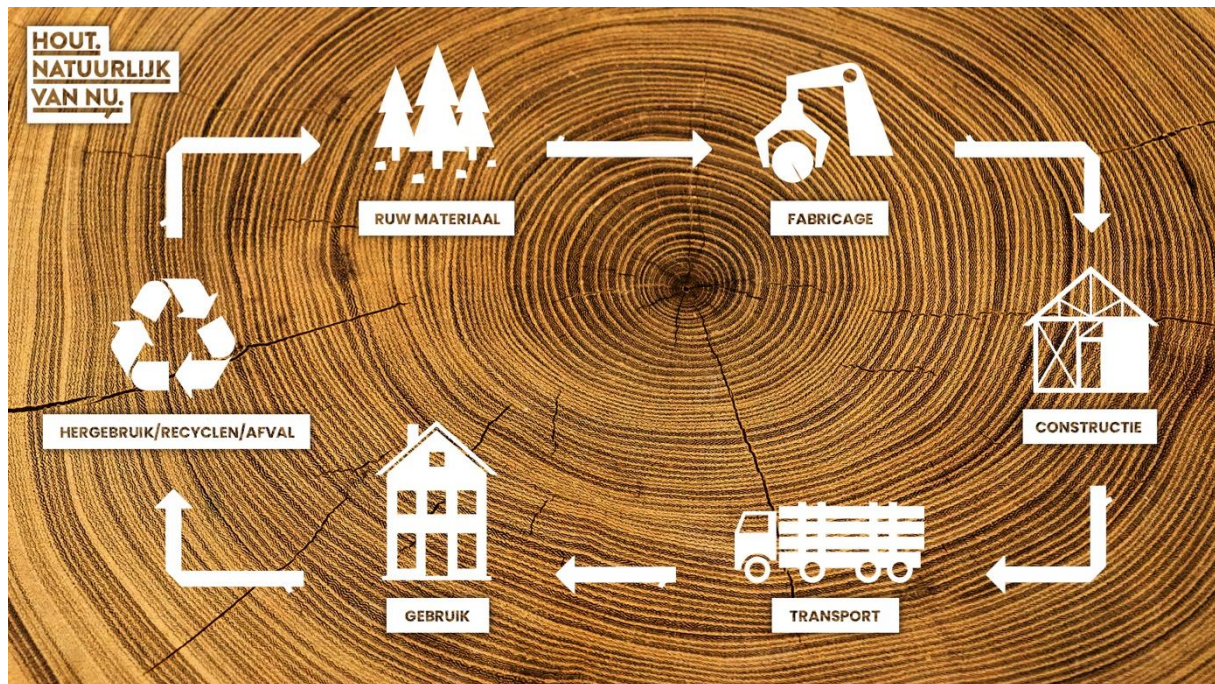 HOUT.
NATUURLIJK
VAN NU.
RUW MATERIAAL
FABRICAGE
HERGEBRUIK/RECYCLEN/AFVAL
CONSTRUCTIE
GEBRUIK
TRANSPORT